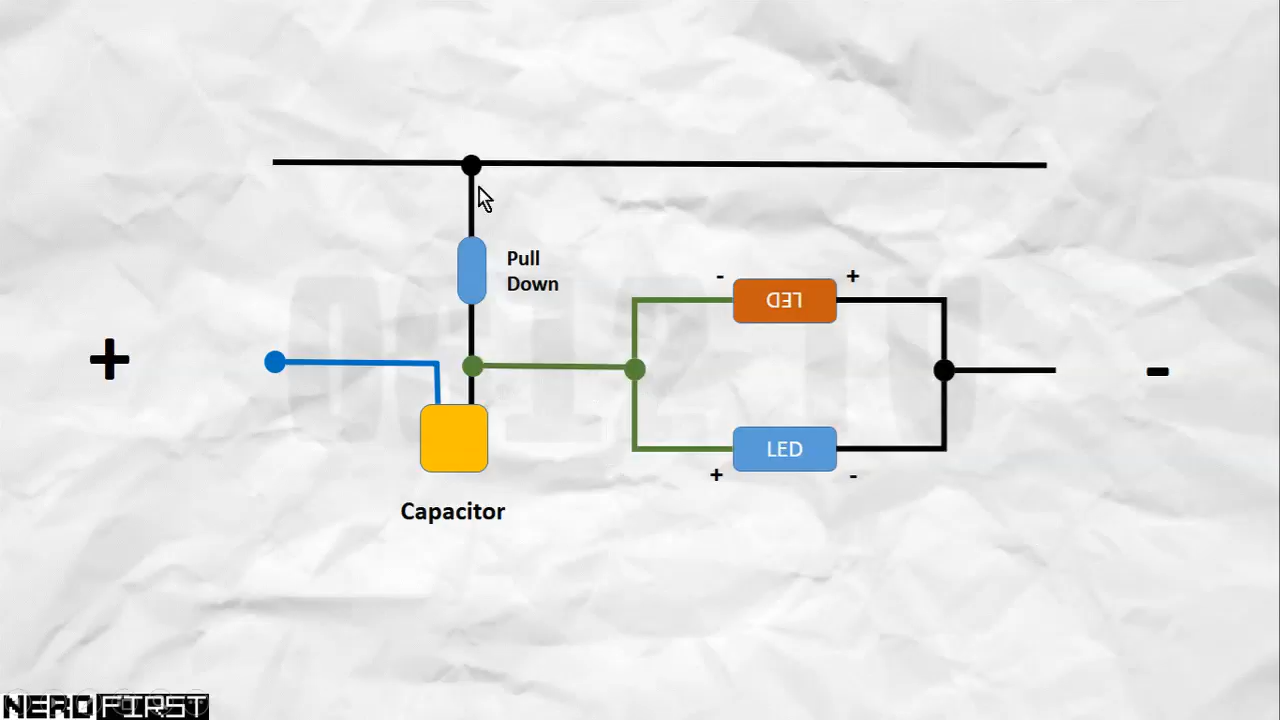 Pull
Down
- +
LED
+ -
LED
+ -
Capacitor
NERDFIRST